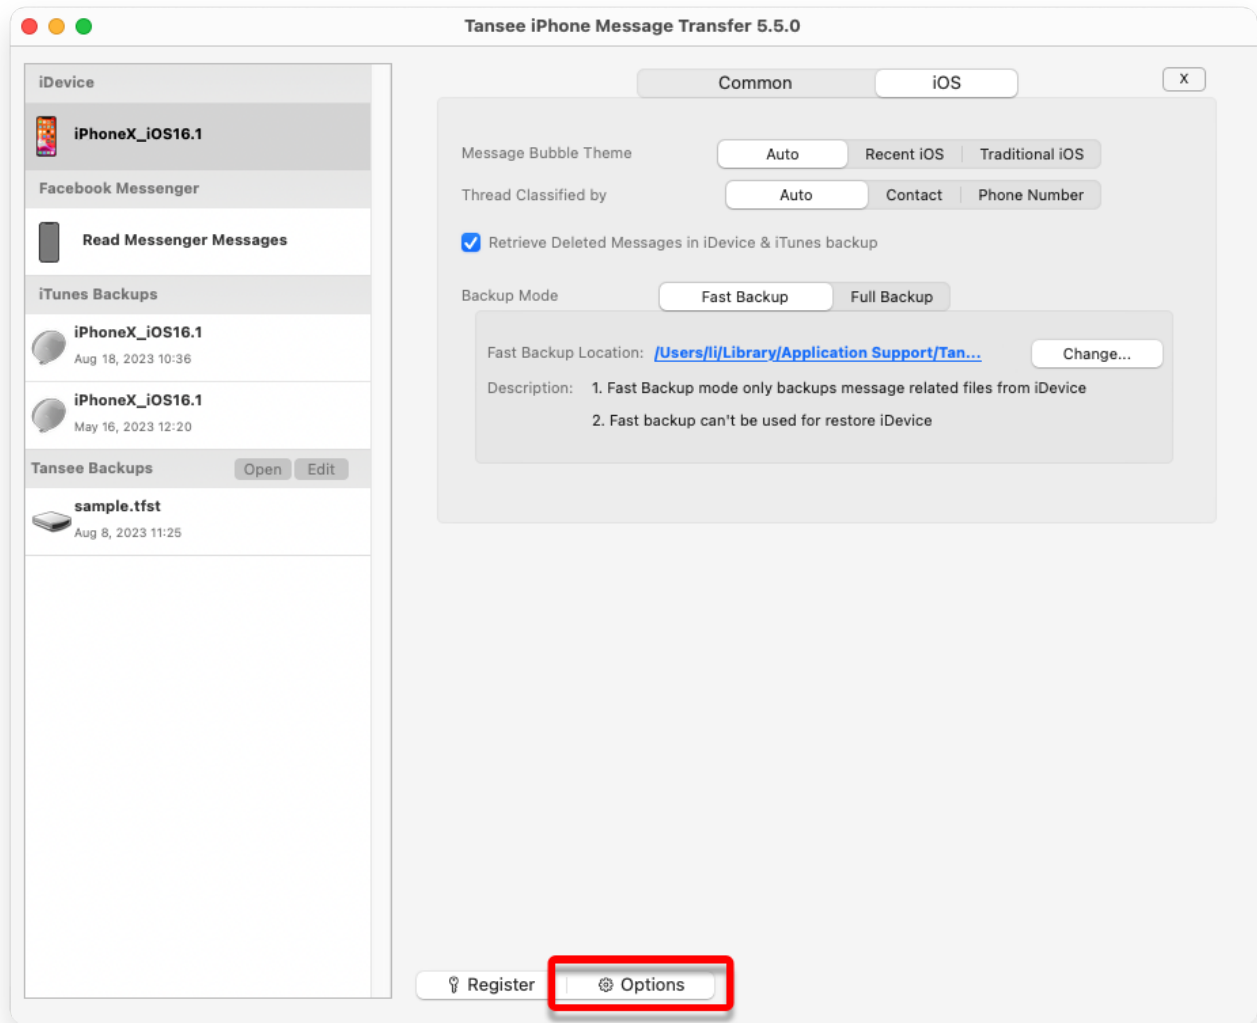 Tansee iPhone Message Transfer 5.5.0
iDevice
iPhoneX_iOS16.1
Facebook Messenger
Read Messenger Messages
iTunes Backups
iPhoneX_iOS16.1
Aug 18, 2023 10:36
iPhoneX_iOS16.1
May 16, 2023 12:20
Tansee Backups Open Edit
sample.tfst
Aug 8, 2023 11:25
Common iOS X
Message Bubble Theme Auto Recent iOS Traditional iOS
Thread Classified by Auto Contact Phone Number
Retrieve Deleted Messages in iDevice & iTunes backup
Backup Mode Fast Backup Full Backup
Fast Backup Location: /Users/li/Library/Application Support/Tan... Change...
Description: 1. Fast Backup mode only backups message related files from iDevice
2. Fast backup can't be used for restore iDevice
Register Options